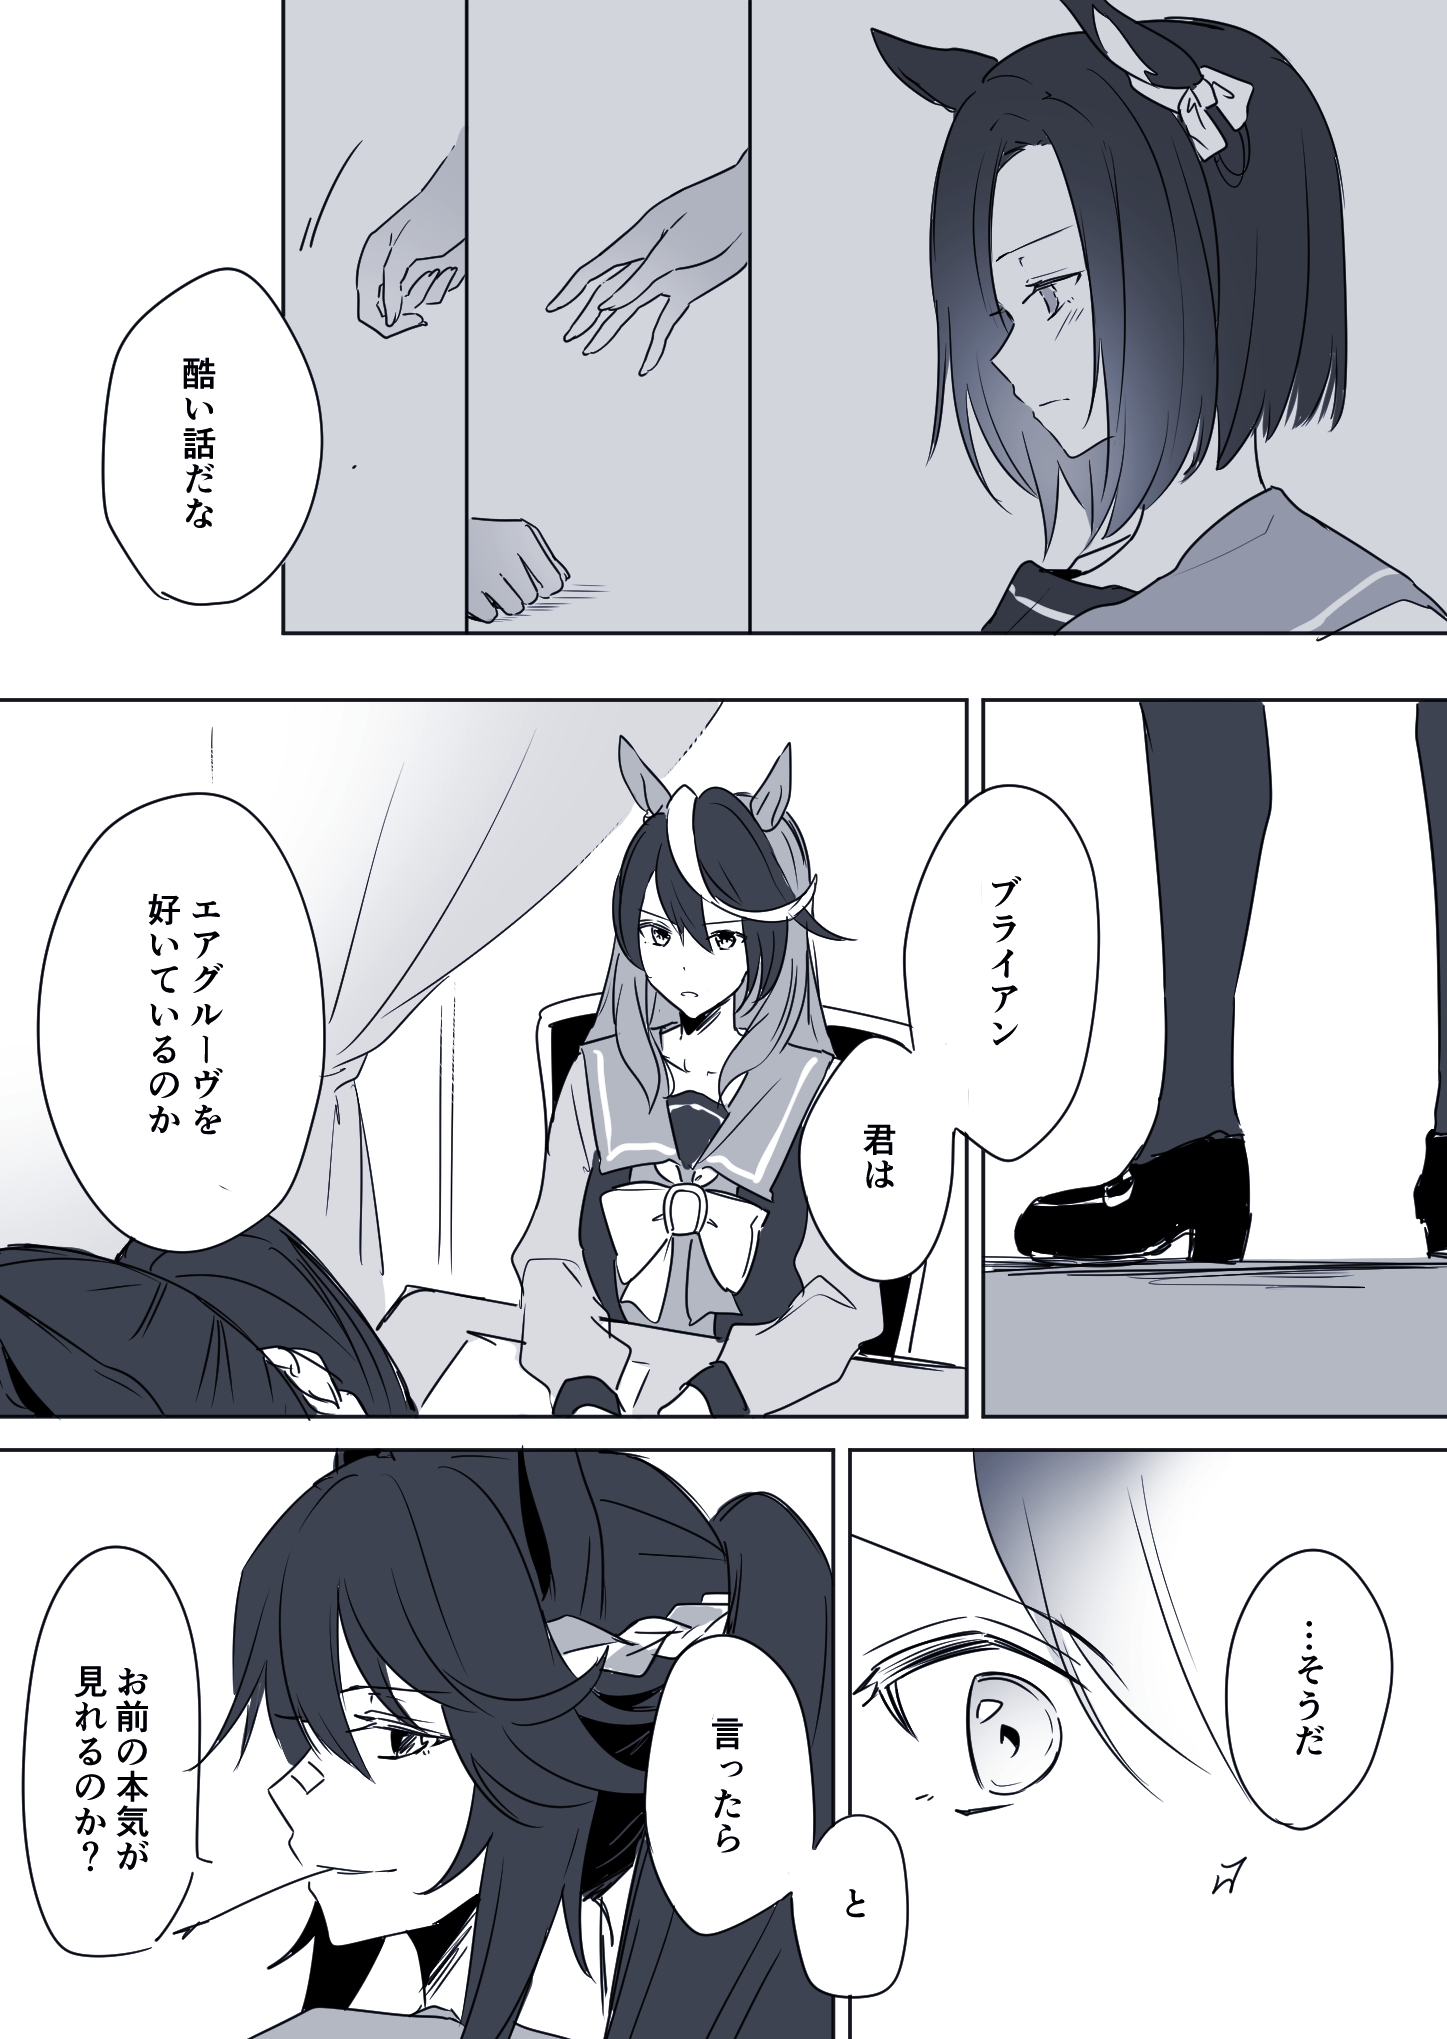 酷い話だな
ブライアン
君は
エアグルーヴを
好いているのか
…そうだ
と
言ったら
お前の本気が
見れるのか？